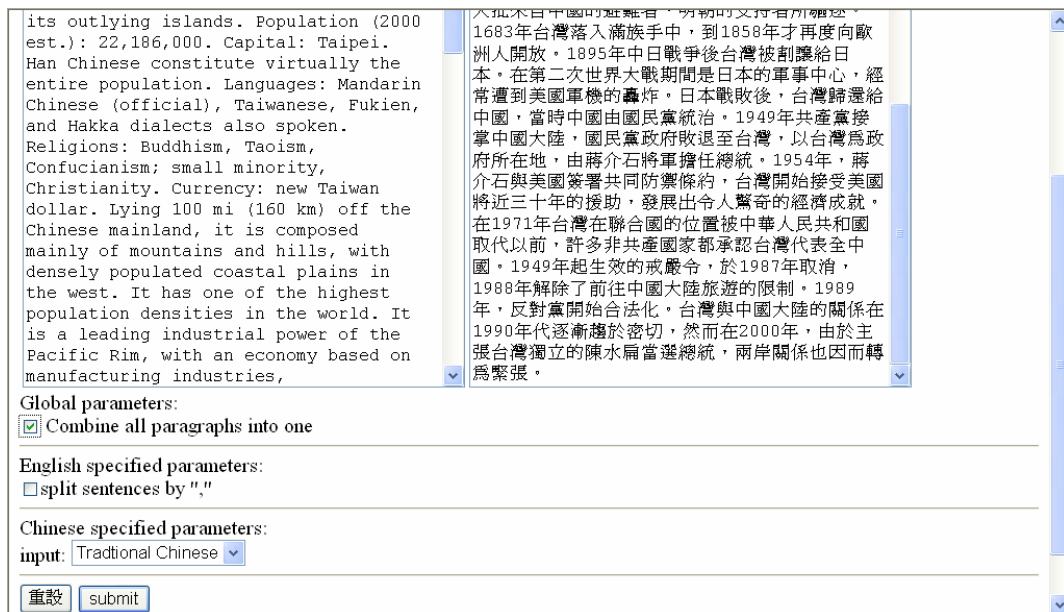 its outlying islands. Population (2000
est.): 22,186,000. Capital: Taipei.
Han Chinese constitute virtually the
entire population. Languages: Mandarin
Chinese (official), Taiwanese, Fukien,
and Hakka dialects also spoken.
Religions: Buddhism, Taoism,
Confucianism; small minority,
Christianity. Currency: new Taiwan
dollar. Lying 100 mi (160 km) off the
Chinese mainland, it is composed
mainly of mountains and hills, with
densely populated coastal plains in
the west. It has one of the highest
population densities in the world. It
is a leading industrial power of the
Pacific Rim, with an economy based on
manufacturing industries,
大批來自中國的避難者,明朝的支持者所驅逐。
1683年台灣落入滿族手中,到1858年才再度向歐
洲人開放。1895年中日戰爭後台灣被割讓給日
本。在第二次世界大戰期間是日本的軍事中心,經
常遭到美國軍機的轟炸。日本戰敗後,台灣歸還給
中國,當時中國由國民黨統治。1949年共產黨接
掌中國大陸,國民黨政府敗退至台灣,以台灣為政
府所在地,由蔣介石將軍擔任總統。1954年,蔣
介石與美國簽署共同防禦條約,台灣開始接受美國
將近三十年的援助,發展出令人驚奇的經濟成就。
在1971年台灣在聯合國的位置被中華人民共和國
取代以前,許多非共產國家都承認台灣代表全中
國。1949年起生效的戒嚴令,於1987年取消,
1988年解除了前往中國大陸旅遊的限制。1989
年,反對黨開始合法化。台灣與中國大陸的關係在
1990年代逐漸趨於密切,然而在2000年,由於主
張台灣獨立的陳水扁當選總統,兩岸關係也因而轉
為緊張。
Global parameters:
Combine all paragraphs into one
English specified parameters:
split sentences by ","
Chinese specified parameters:
input: Tradtional Chinese
重設 submit